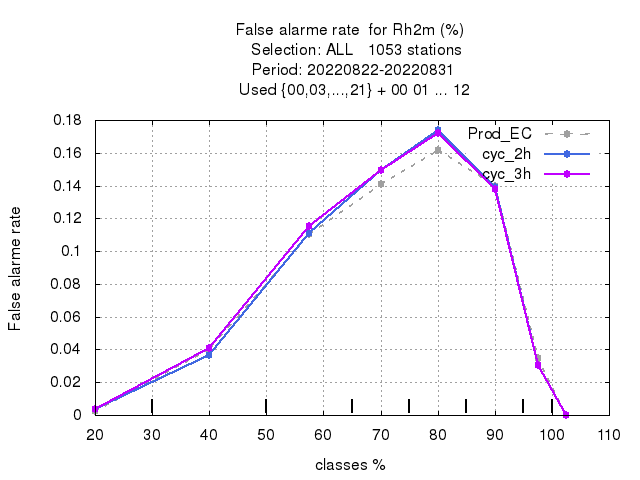 False alarme rate  for Rh2m (%)
Selection: ALL   1053 stations
Period: 20220822-20220831
Used {00,03,...,21} + 00 01 ... 12
0.18
0.16
0.14
0.12
0.1
0.08
0.06
0.04
0.02
0
False alarme rate
Prod_EC
cyc_2h
cyc_3h
20 30 40 50 60 70 80 90 100 110
classes %